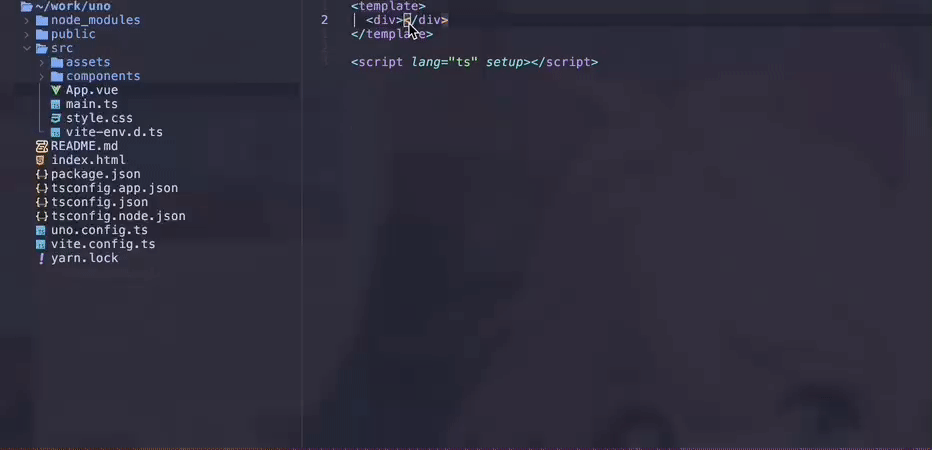 ~/work/uno
node_modules
public
src
assets
components
App.vue
main.ts
style.css
vite-env.d.ts
README.md
index.html
package.json
tsconfig.app.json
tsconfig.json
tsconfig.node.json
uno.config.ts
vite.config.ts
yarn.lock
<template>
2 <div></div>
</template>
<script lang="ts" setup></script>